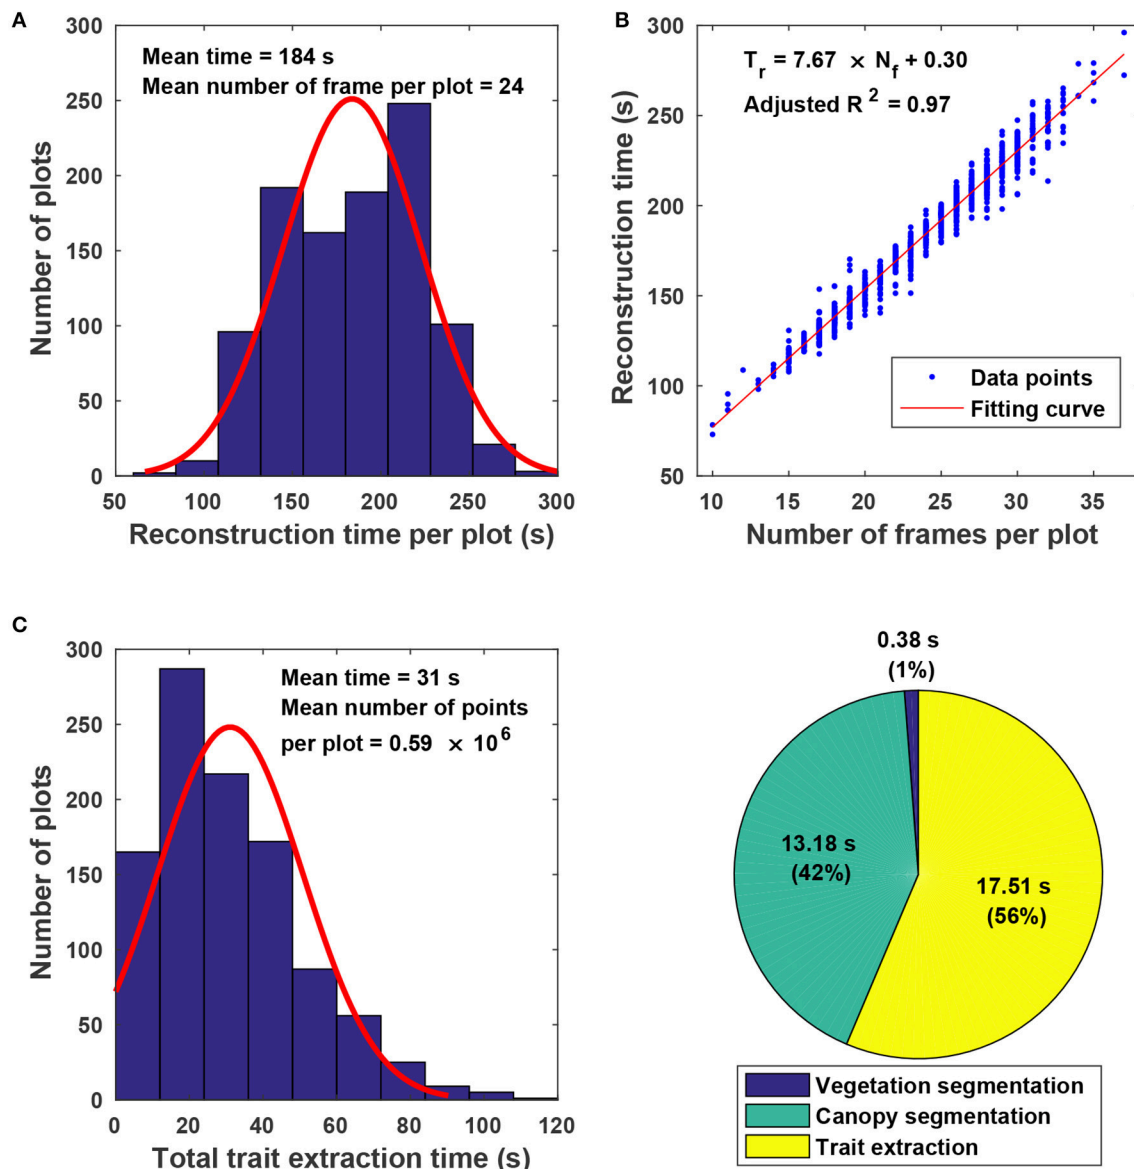 A
Mean time = 184 s
Mean number of frame per plot = 24
Number of plots
300
250
200
150
100
50
0
50
100
150
200
250
300
Reconstruction time per plot (s)
B
T_r = 7.67 × N_f + 0.30
Adjusted R^2 = 0.97
Reconstruction time (s)
300
250
200
150
100
50
Data points
Fitting curve
10
15
20
25
30
35
Number of frames per plot
C
Mean time = 31 s
Mean number of points
per plot = 0.59 × 10^6
Number of plots
300
250
200
150
100
50
0
0
20
40
60
80
100
120
Total trait extraction time (s)
0.38 s
(1%)
13.18 s
(42%)
17.51 s
(56%)
Vegetation segmentation
Canopy segmentation
Trait extraction